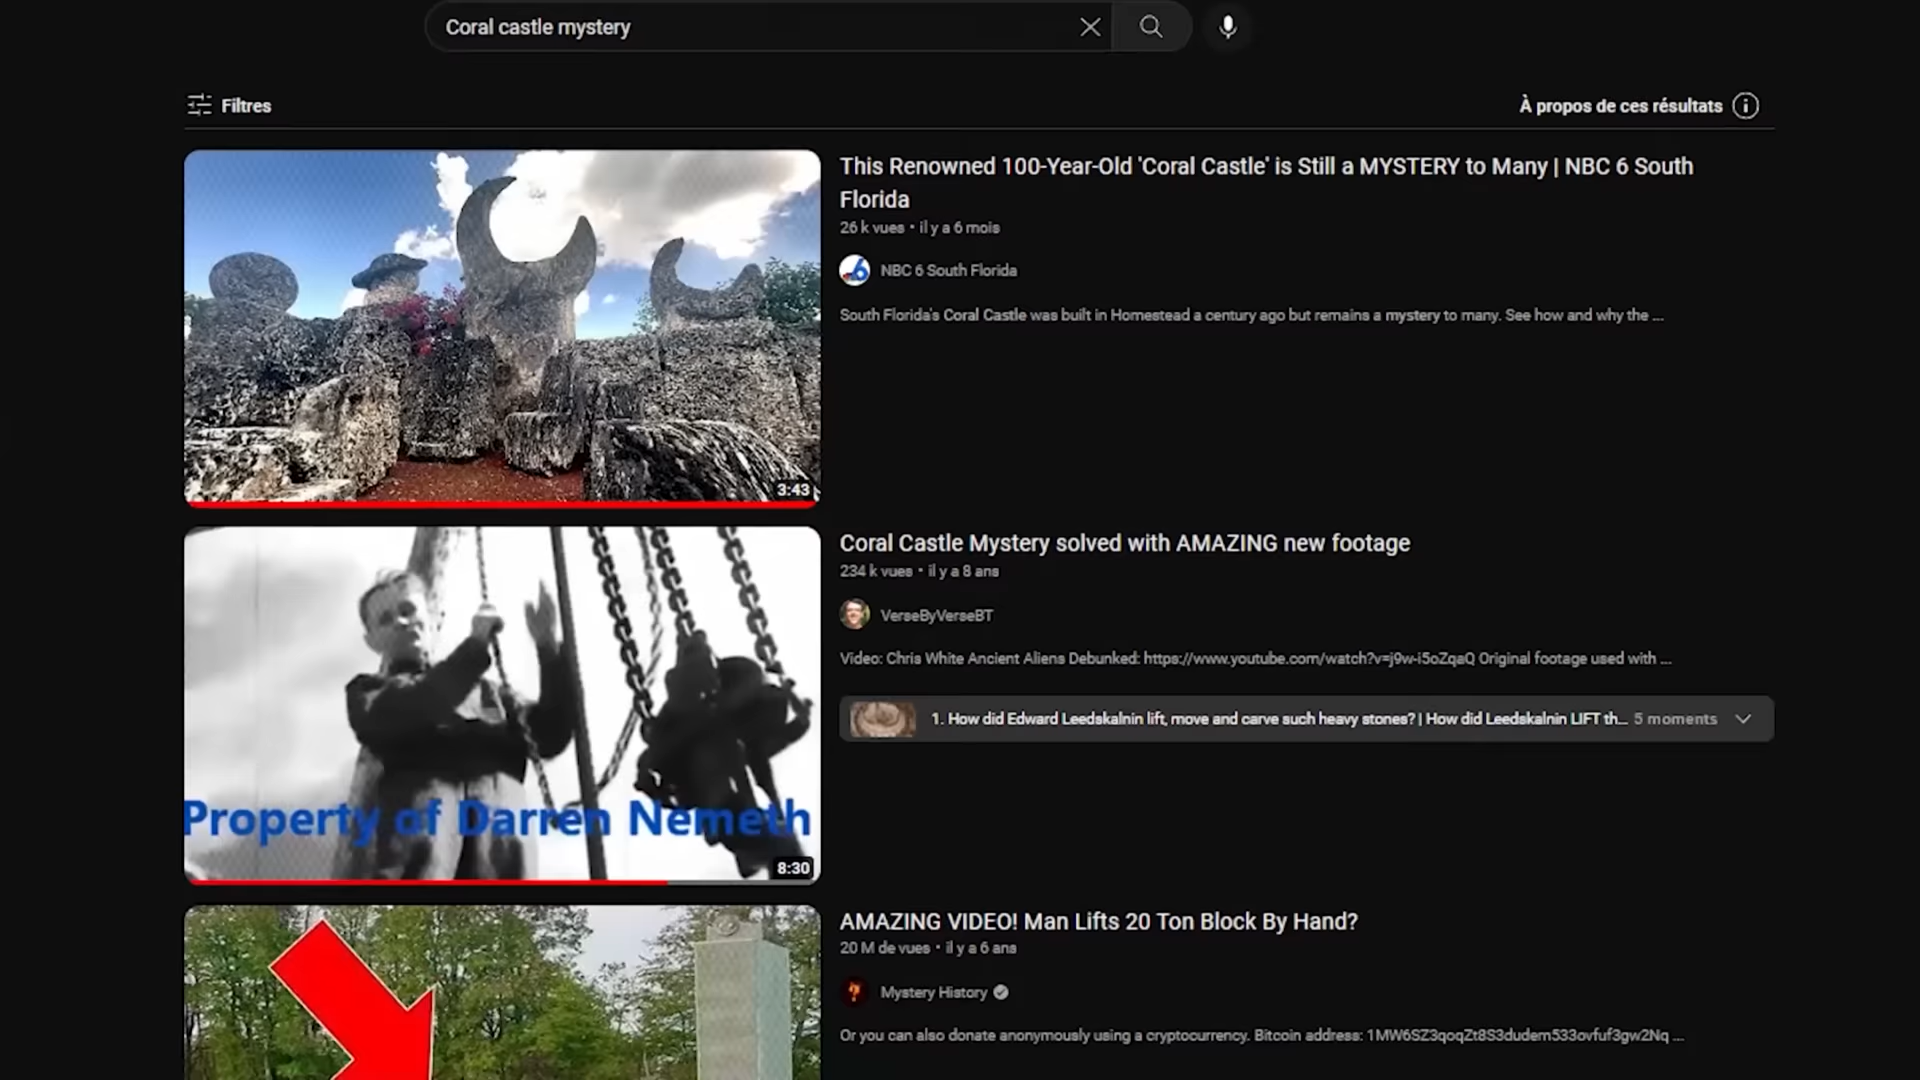 Coral castle mystery
Filtres
À propos de ces résultats
This Renowned 100-Year-Old 'Coral Castle' is Still a MYSTERY to Many | NBC 6 South
Florida
26 k vues • il y a 6 mois
NBC 6 South Florida
South Florida's Coral Castle was built in Homestead a century ago but remains a mystery to many. See how and why the ...
3:43
Coral Castle Mystery solved with AMAZING new footage
234 k vues • il y a 8 ans
VerseByVerseBT
Video: Chris White Ancient Aliens Debunked: https://www.youtube.com/watch?v=j9w-i5oZqaQ Original footage used with ...
1. How did Edward Leedskalnin lift, move and carve such heavy stones? | How did Leedskalnin LIFT th... 5 moments
Property of Darren Nemeth
8:30
AMAZING VIDEO! Man Lifts 20 Ton Block By Hand?
20 M de vues • il y a 6 ans
Mystery History
Or you can also donate anonymously using a cryptocurrency. Bitcoin address: 1MW6SZ3qoqZt8S3dudem533ovfuf3gw2Nq ...